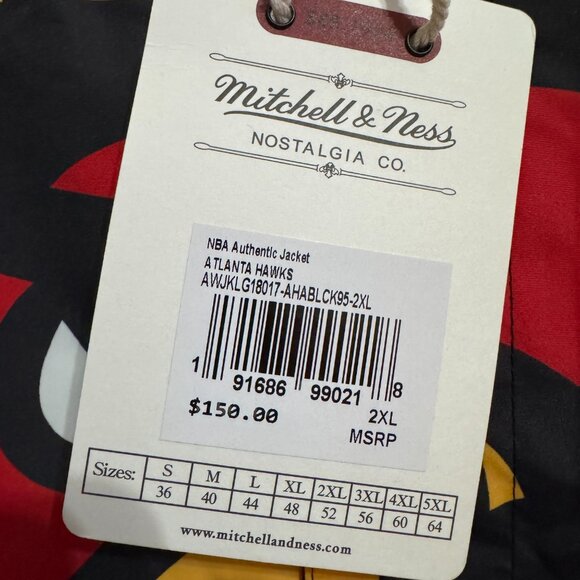 Mitchell & Ness
NOSTALGIA CO.
NBA Authentic Jacket
ATLANTA HAWKS
AWJKLG18017-AHABLCK95-2XL
1 91686 99021 8
$150.00 2XL
MSRP
Sizes: S M L XL 2XL 3XL 4XL 5XL
36 40 44 48 52 56 60 64
www.mitchellandness.com